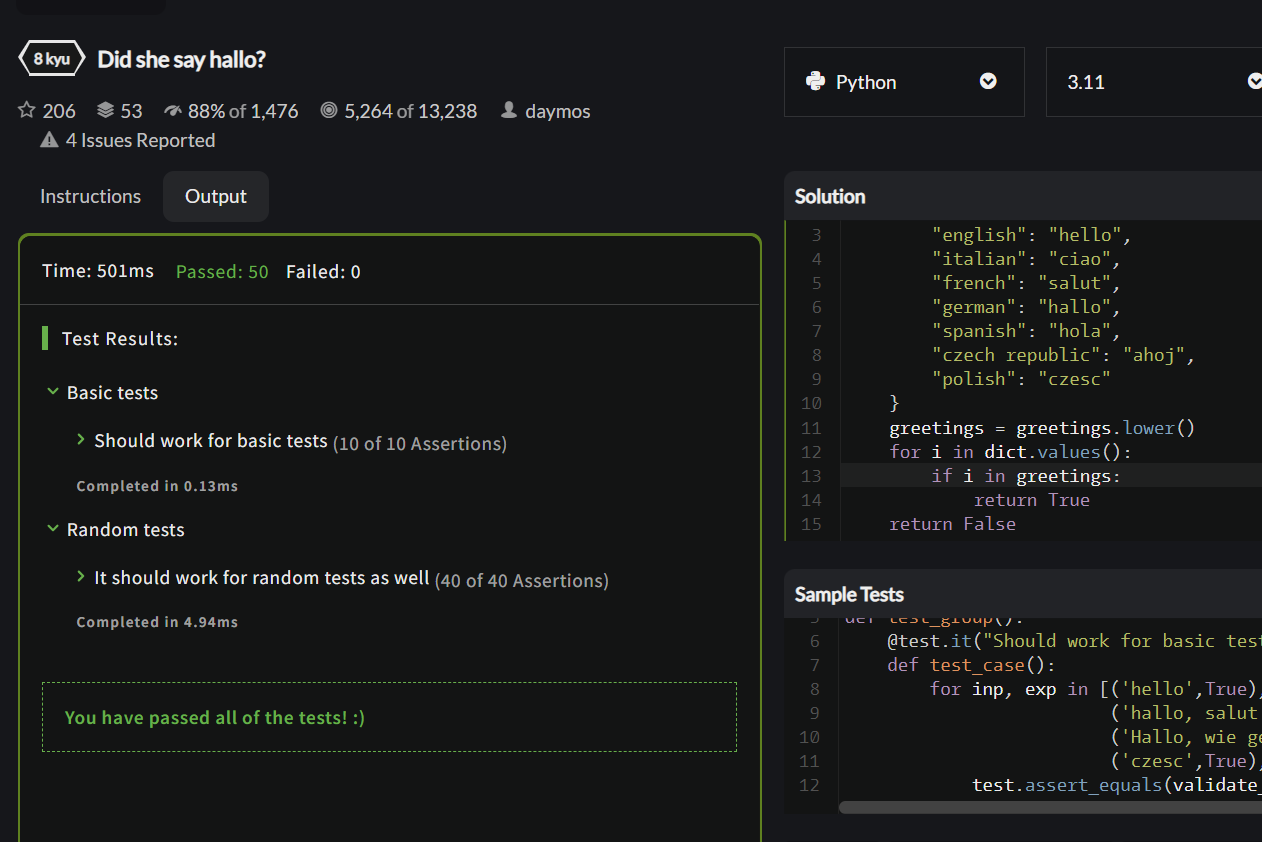 8 kyu Did she say hallo?
206 53 88% of 1,476 5,264 of 13,238 daymos
4 Issues Reported
Instructions Output
Time: 501ms Passed: 50 Failed: 0
Test Results:
Basic tests
Should work for basic tests (10 of 10 Assertions)
Completed in 0.13ms
Random tests
It should work for random tests as well (40 of 40 Assertions)
Completed in 4.94ms
You have passed all of the tests! :)
Python 3.11
Solution
3 "english": "hello",
4 "italian": "ciao",
5 "french": "salut",
6 "german": "hallo",
7 "spanish": "hola",
8 "czech republic": "ahoj",
9 "polish": "czesc"
10 }
11 greetings = greetings.lower()
12 for i in dict.values():
13 if i in greetings:
14 return True
15 return False
Sample Tests
5 def test_group():
6 @test.it("Should work for basic test
7 def test_case():
8 for inp, exp in [('hello',True),
9 ('hallo, salut
10 ('Hallo, wie ge
11 ('czesc',True),
12 test.assert_equals(validate_